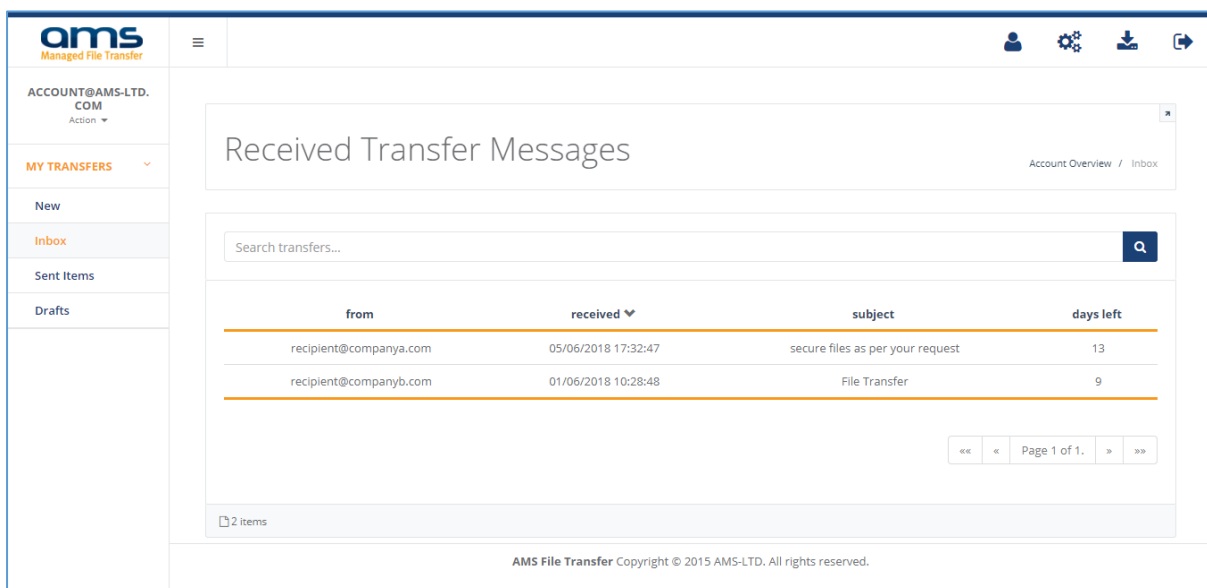 ams
Managed File Transfer
ACCOUNT@AMS-LTD.
COM
Action
MY TRANSFERS
New
Inbox
Sent Items
Drafts
Received Transfer Messages
Account Overview / Inbox
Search transfers...
from received subject days left
recipient@companya.com 05/06/2018 17:32:47 secure files as per your request 13
recipient@companyb.com 01/06/2018 10:28:48 File Transfer 9
«« « Page 1 of 1. » »»
2 items
AMS File Transfer Copyright © 2015 AMS-LTD. All rights reserved.